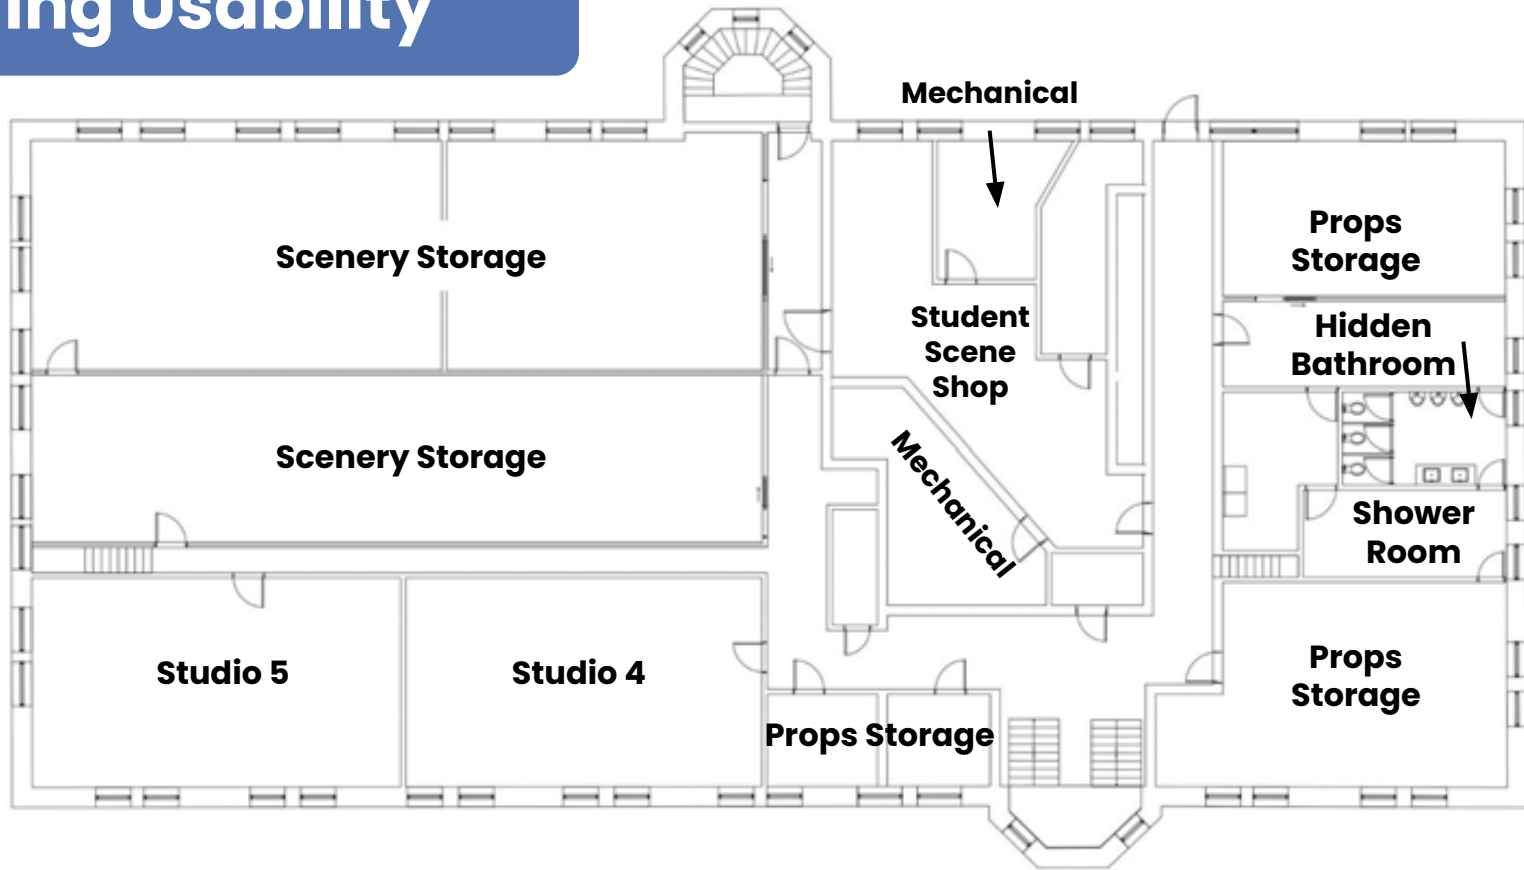 ing Usability
Mechanical
Scenery Storage
Props
Storage
Student
Scene
Shop
Hidden
Bathroom
Scenery Storage
Mechanical
Shower
Room
Studio 5
Studio 4
Props Storage
Props
Storage